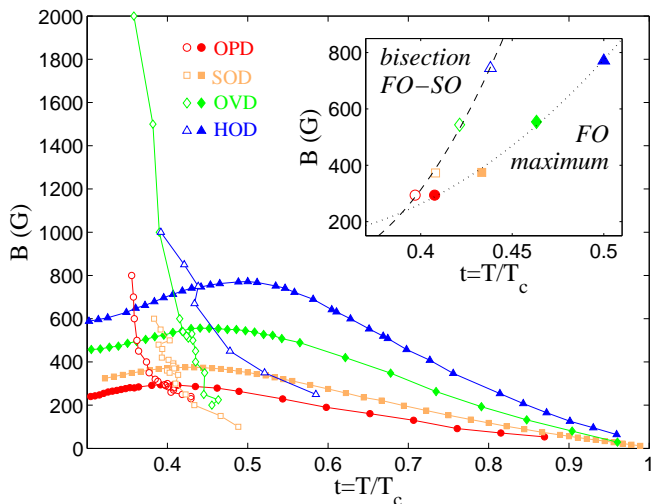 2000
1800
1600
1400
1200
1000
800
600
400
200
0
B (G)
0.4
0.5
0.6
0.7
0.8
0.9
1
t=T/T_c
OPD
SOD
OVD
HOD
800
600
400
200
B (G)
0.4
0.45
0.5
t=T/T_c
bisection
FO−SO
FO
maximum